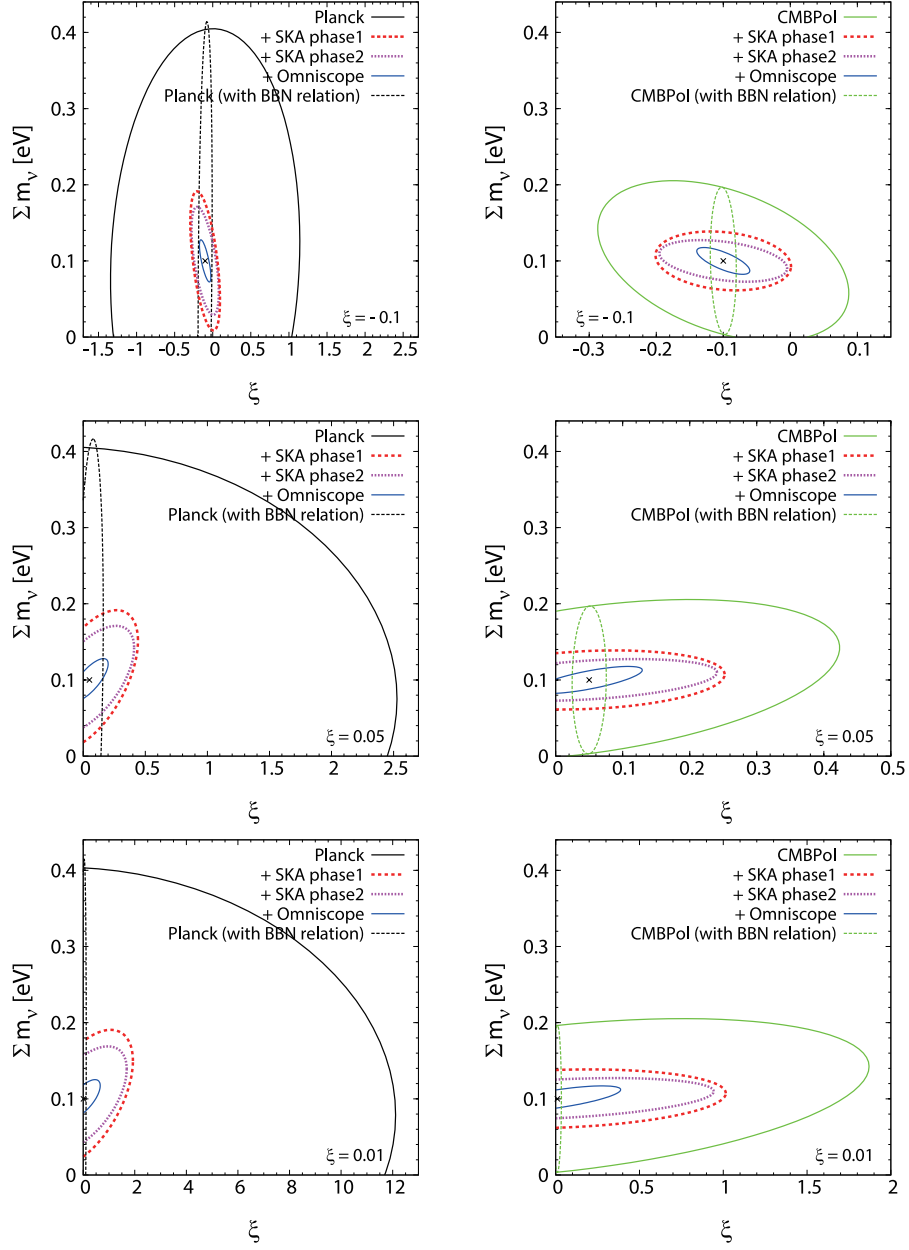 Planck
+ SKA phase1
+ SKA phase2
+ Omniscope
Planck (with BBN relation)
Σ mν [eV]
0.4
0.3
0.2
0.1
0
ξ = - 0.1
-1.5 -1 -0.5 0 0.5 1 1.5 2 2.5
ξ
CMBPol
+ SKA phase1
+ SKA phase2
+ Omniscope
CMBPol (with BBN relation)
Σ mν [eV]
0.4
0.3
0.2
0.1
0
ξ = - 0.1
-0.3 -0.2 -0.1 0 0.1
ξ
Planck
+ SKA phase1
+ SKA phase2
+ Omniscope
Planck (with BBN relation)
Σ mν [eV]
0.4
0.3
0.2
0.1
0
ξ = 0.05
0 0.5 1 1.5 2 2.5
ξ
CMBPol
+ SKA phase1
+ SKA phase2
+ Omniscope
CMBPol (with BBN relation)
Σ mν [eV]
0.4
0.3
0.2
0.1
0
ξ = 0.05
0 0.1 0.2 0.3 0.4 0.5
ξ
Planck
+ SKA phase1
+ SKA phase2
+ Omniscope
Planck (with BBN relation)
Σ mν [eV]
0.4
0.3
0.2
0.1
0
ξ = 0.01
0 2 4 6 8 10 12
ξ
CMBPol
+ SKA phase1
+ SKA phase2
+ Omniscope
CMBPol (with BBN relation)
Σ mν [eV]
0.4
0.3
0.2
0.1
0
ξ = 0.01
0 0.5 1 1.5 2
ξ